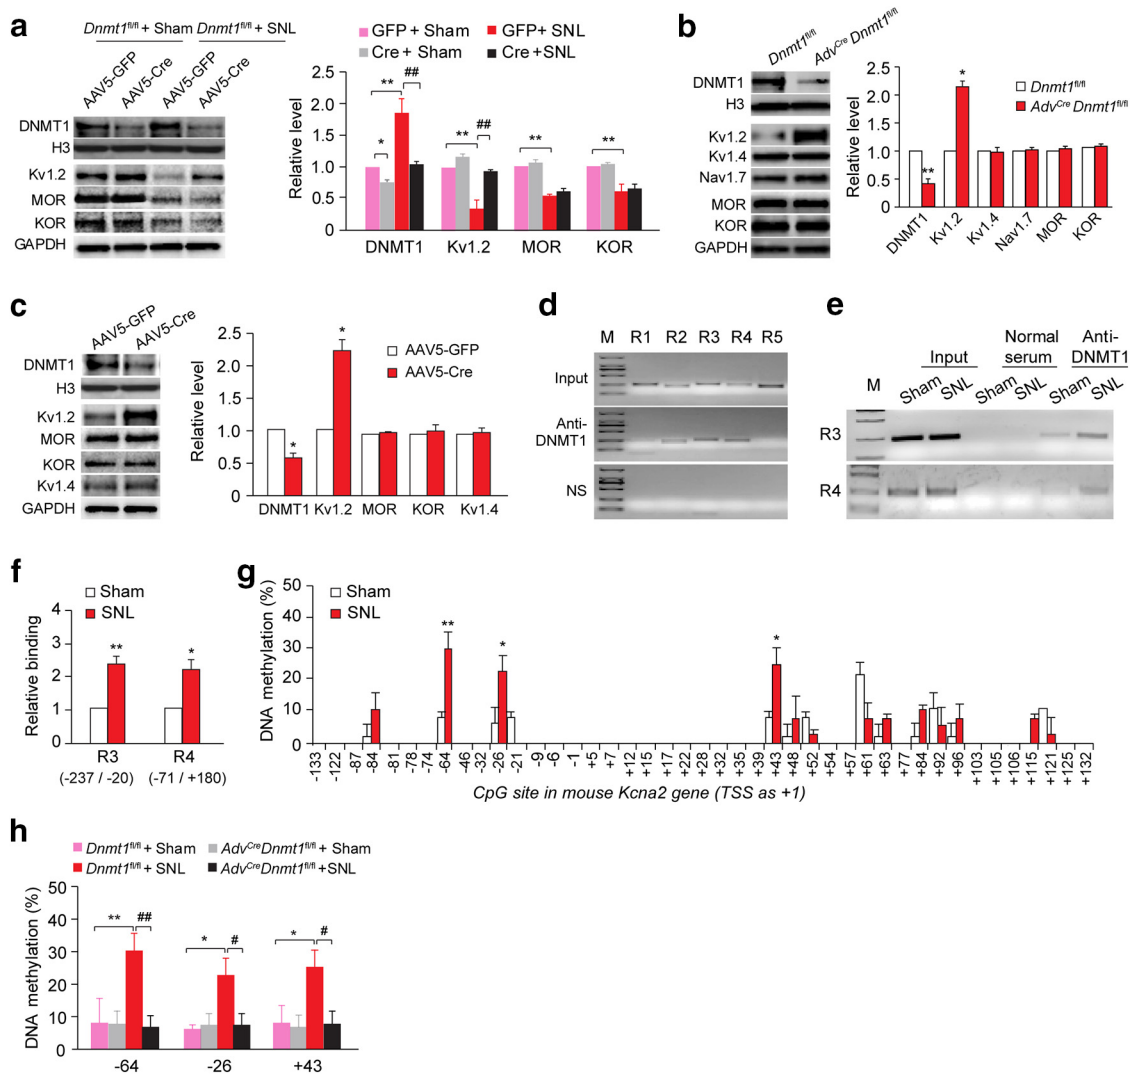 a
Dnmt1fl/fl + Sham Dnmt1fl/fl + SNL
AAV5-GFP AAV5-Cre AAV5-GFP AAV5-Cre
DNMT1
H3
Kv1.2
MOR
KOR
GAPDH
GFP + Sham GFP+ SNL
Cre + Sham Cre +SNL
Relative level
2.5
2.0
1.5
1.0
0.5
0
** ## * ** ## ** **
DNMT1 Kv1.2 MOR KOR
b
Dnmt1fl/fl AdvCre Dnmt1fl/fl
DNMT1
H3
Kv1.2
Kv1.4
Nav1.7
MOR
KOR
GAPDH
Dnmt1fl/fl
AdvCre Dnmt1fl/fl
Relative level
2.5
2.0
1.5
1.0
0.5
0
** *
DNMT1 Kv1.2 Kv1.4 Nav1.7 MOR KOR
c
AAV5-GFP AAV5-Cre
DNMT1
H3
Kv1.2
MOR
KOR
Kv1.4
GAPDH
AAV5-GFP
AAV5-Cre
Relative level
2.5
2.0
1.5
1.0
0.5
0
* *
DNMT1 Kv1.2 MOR KOR Kv1.4
d
M R1 R2 R3 R4 R5
Input
Anti-
DNMT1
NS
e
Input Normal serum Anti-DNMT1
M Sham SNL Sham SNL Sham SNL
R3
R4
f
Sham
SNL
Relative binding
4
3
2
1
0
** *
R3 R4
(-237 / -20) (-71 / +180)
g
Sham
SNL
DNA methylation (%)
50
40
30
20
10
0
** * *
-133 -122 -87 -84 -81 -78 -74 -64 -26 -21 -9 -6 -1 +5 +7 +12 +15 +17 +22 +28 +32 +35 +39 +43 +48 +52 +54 +57 +61 +63 +77 +84 +92 +96 +103 +105 +106 +115 +121 +125 +132
CpG site in mouse Kcna2 gene (TSS as +1)
h
Dnmt1fl/fl + Sham AdvCreDnmt1fl/fl + Sham
Dnmt1fl/fl + SNL AdvCreDnmt1fl/fl +SNL
DNA methylation (%)
50
40
30
20
10
0
** ## * # * #
-64 -26 +43